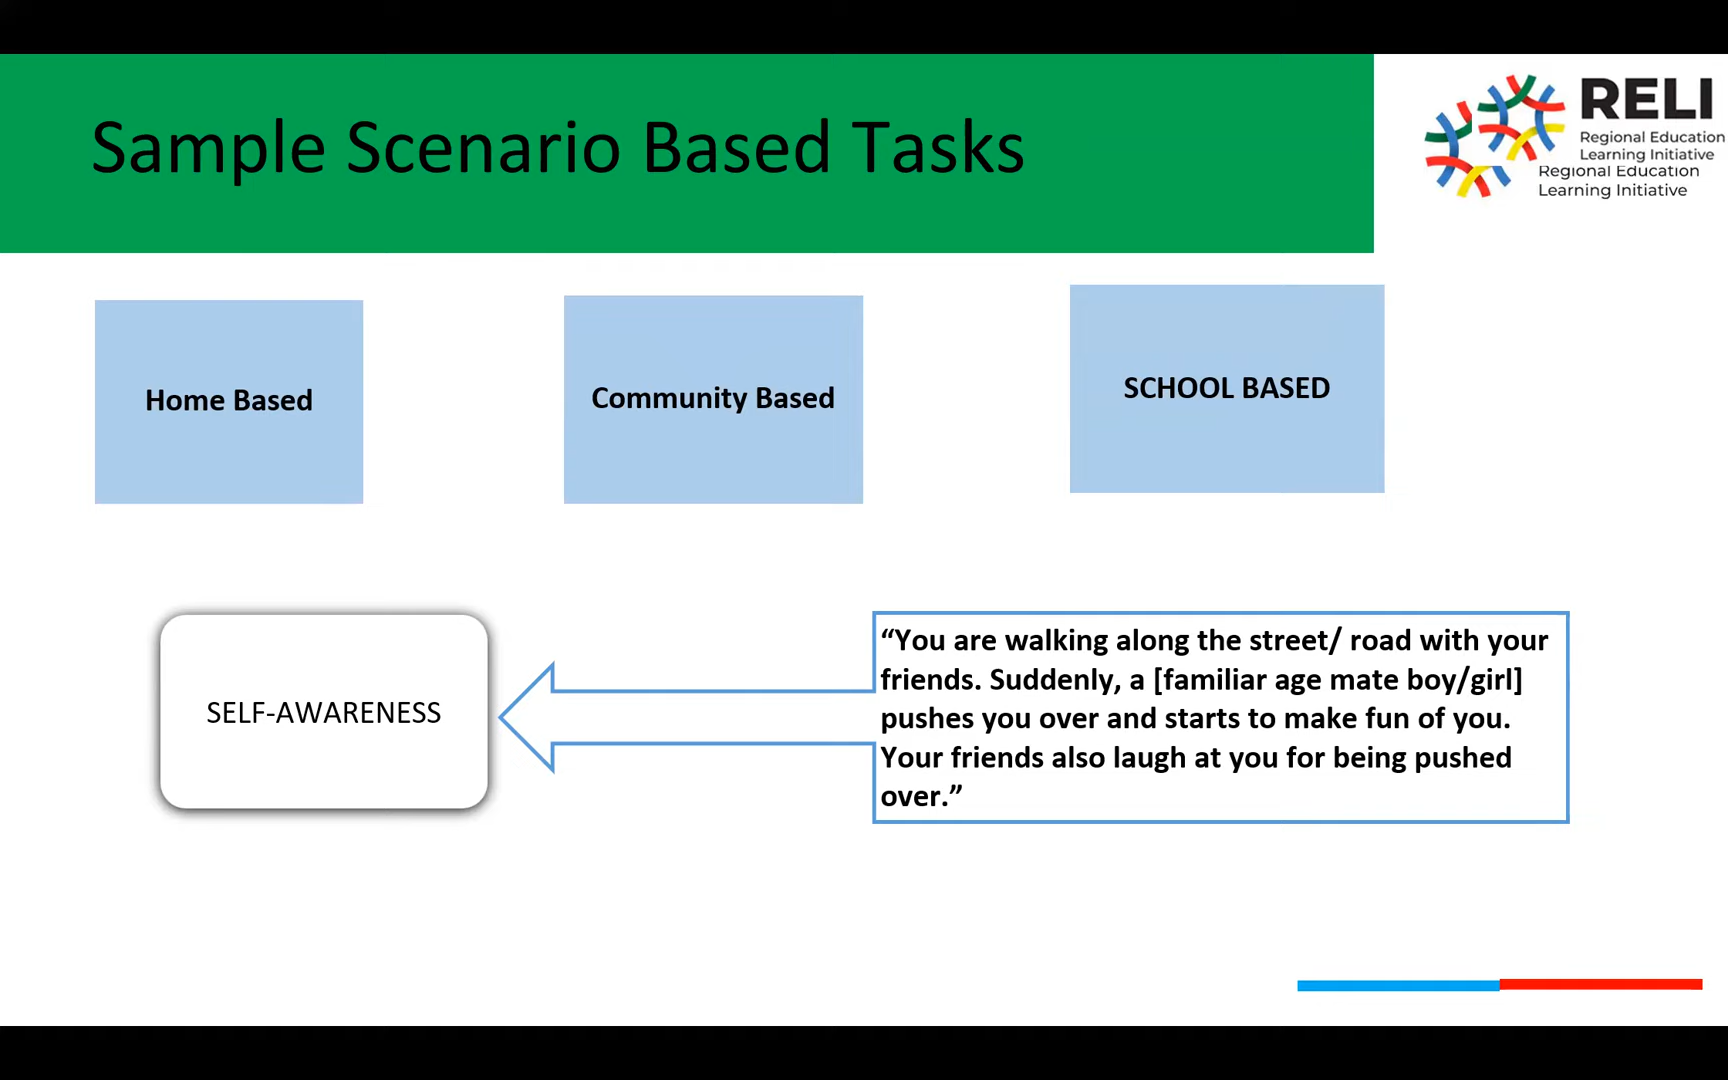 Sample Scenario Based Tasks
RELI
Regional Education
Learning Initiative
Regional Education
Learning Initiative
Home Based
Community Based
SCHOOL BASED
SELF-AWARENESS
“You are walking along the street/ road with your
friends. Suddenly, a [familiar age mate boy/girl]
pushes you over and starts to make fun of you.
Your friends also laugh at you for being pushed
over.”